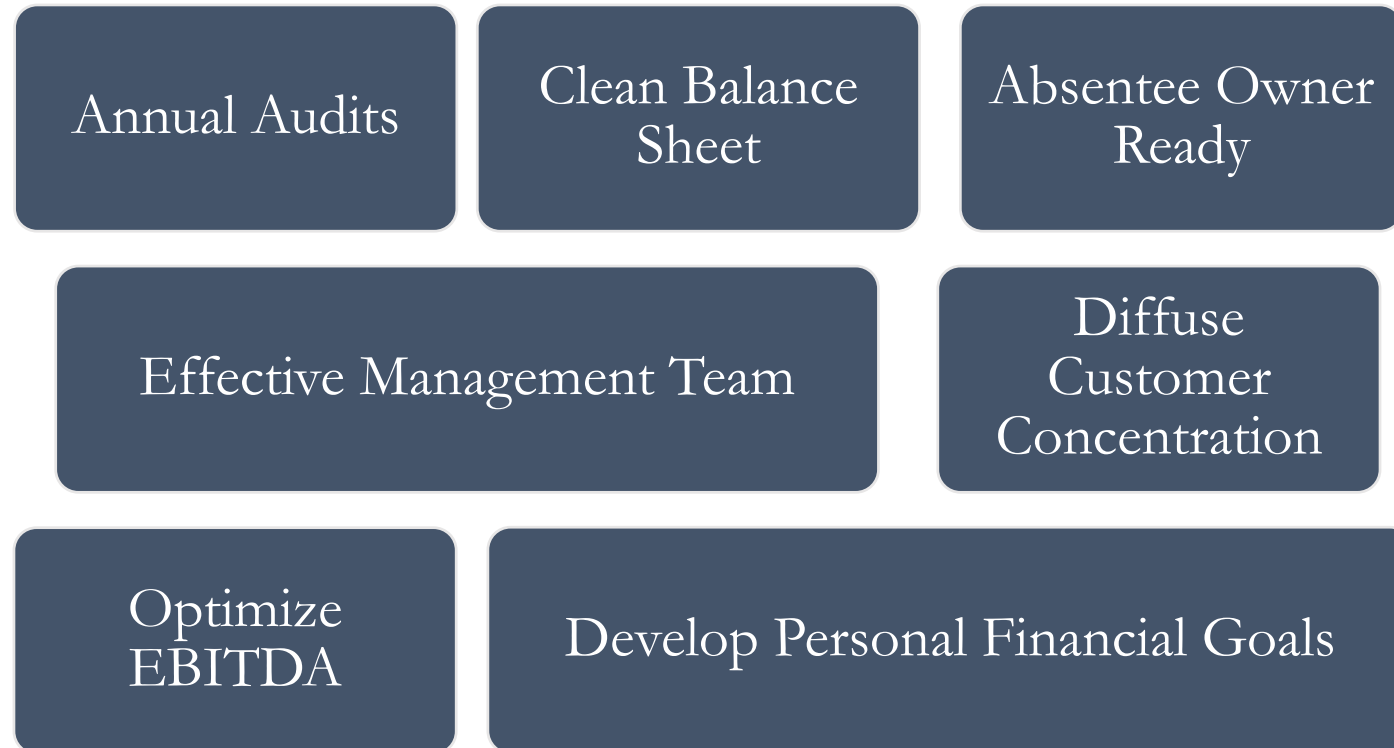 Annual Audits
Clean Balance
Sheet
Absentee Owner
Ready
Effective Management Team
Diffuse
Customer
Concentration
Optimize
EBITDA
Develop Personal Financial Goals